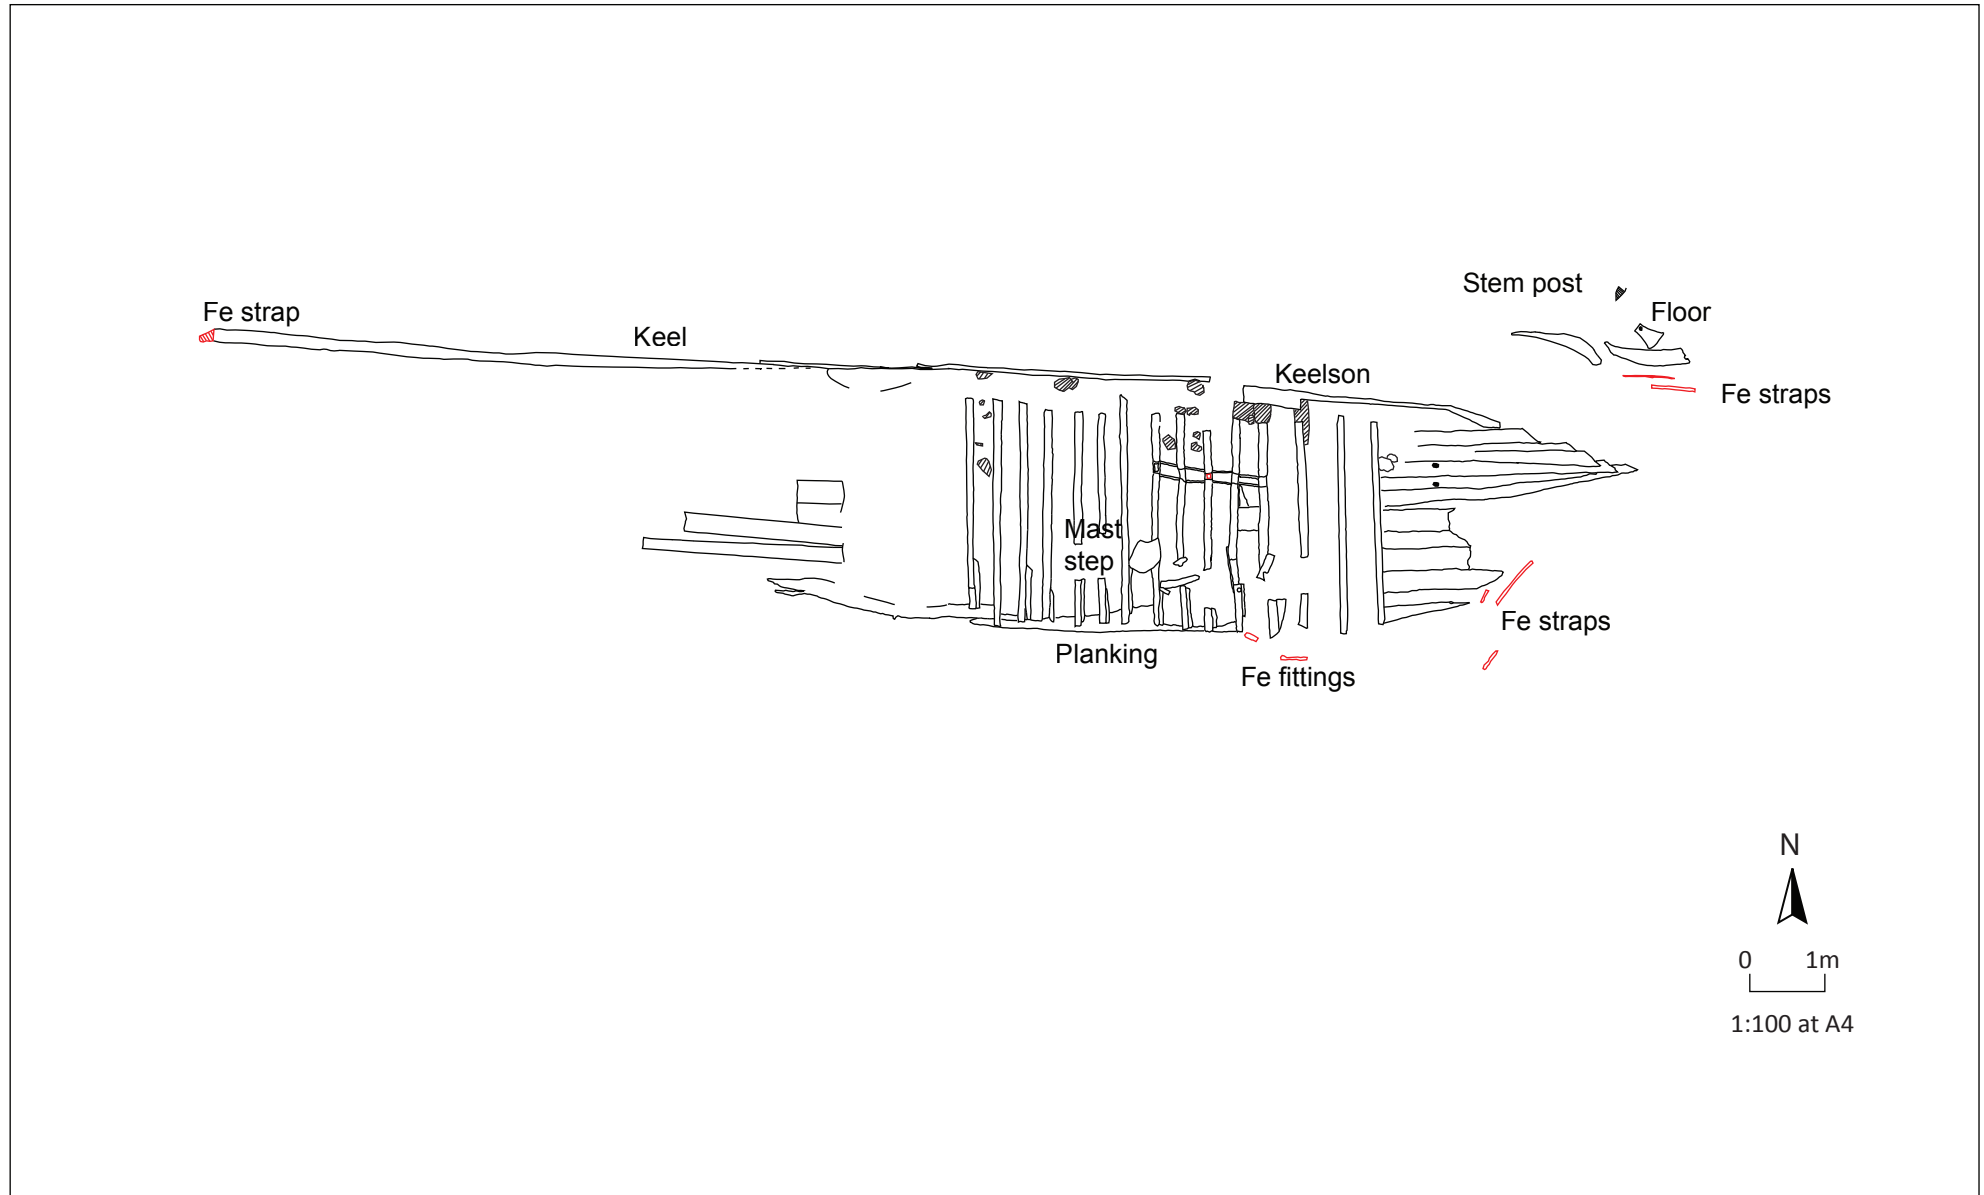 Stem post
Fe strap
Floor
Keel
Keelson
Fe straps
Mast
step
Fe straps
Planking
Fe fittings
N
0 1m
1:100 at A4